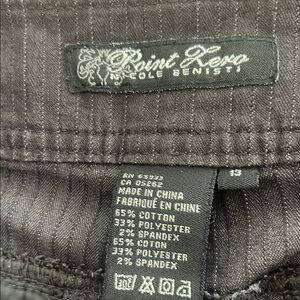 Point Zero
NICOLE BENISTI
13
RN 65933
CA 05262
MADE IN CHINA
FABRIQUÉ EN CHINE
65% COTTON
33% POLYESTER
2% SPANDEX
65% COTON
33% POLYESTER
2% SPANDEX